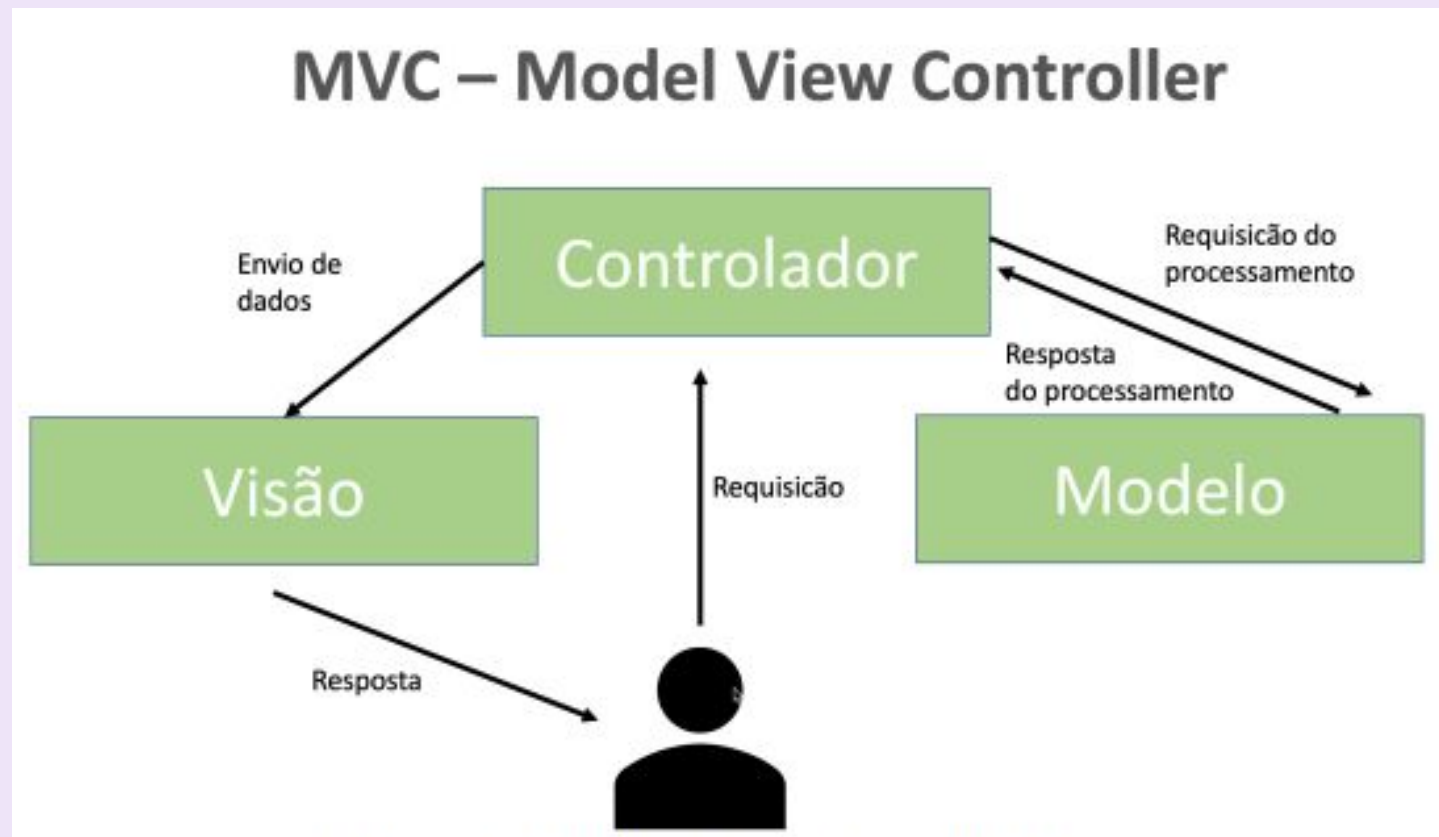 MVC – Model View Controller
Controlador
Envio de
dados
Requisicão do
processamento
Resposta
do processamento
Visão
Requisicão
Modelo
Resposta